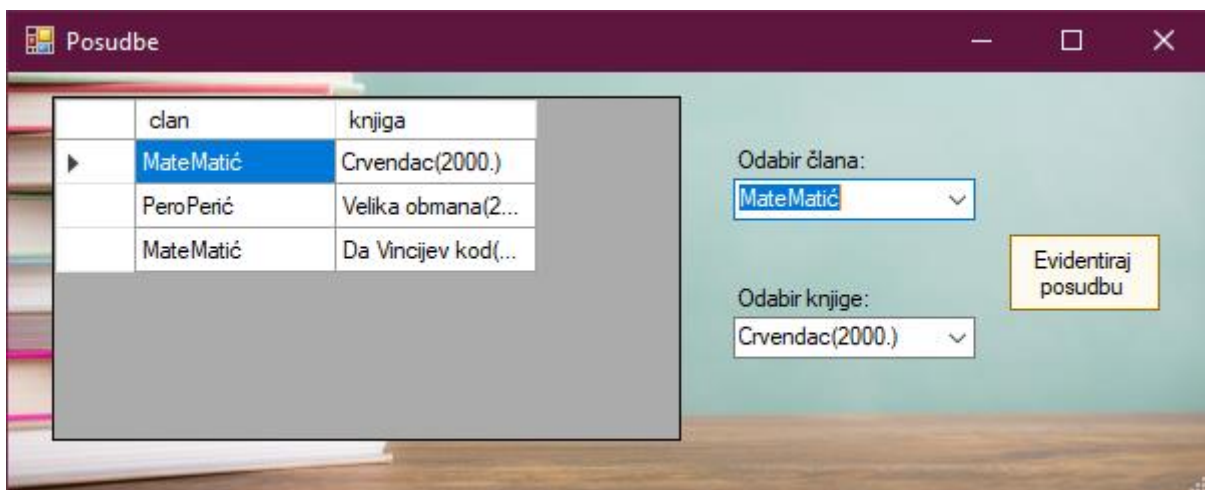 Posudbe
clan knjiga
MateMatić Crvendac(2000.)
PeroPerić Velika obmana(2...
MateMatić Da Vincijev kod(...
Odabir člana:
MateMatić
Odabir knjige:
Crvendac(2000.)
Evidentiraj
posudbu